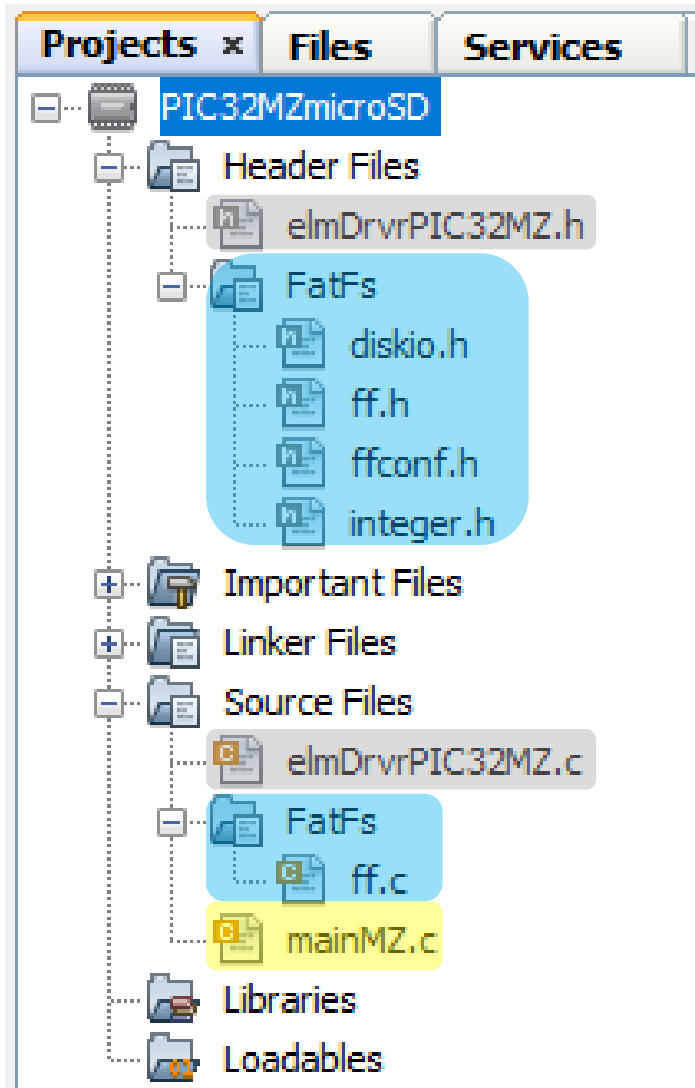 Projects × Files Services
PIC32MZmicroSD
Header Files
elmDrvrPIC32MZ.h
FatFs
diskio.h
ff.h
ffconf.h
integer.h
Important Files
Linker Files
Source Files
elmDrvrPIC32MZ.c
FatFs
ff.c
mainMZ.c
Libraries
Loadables